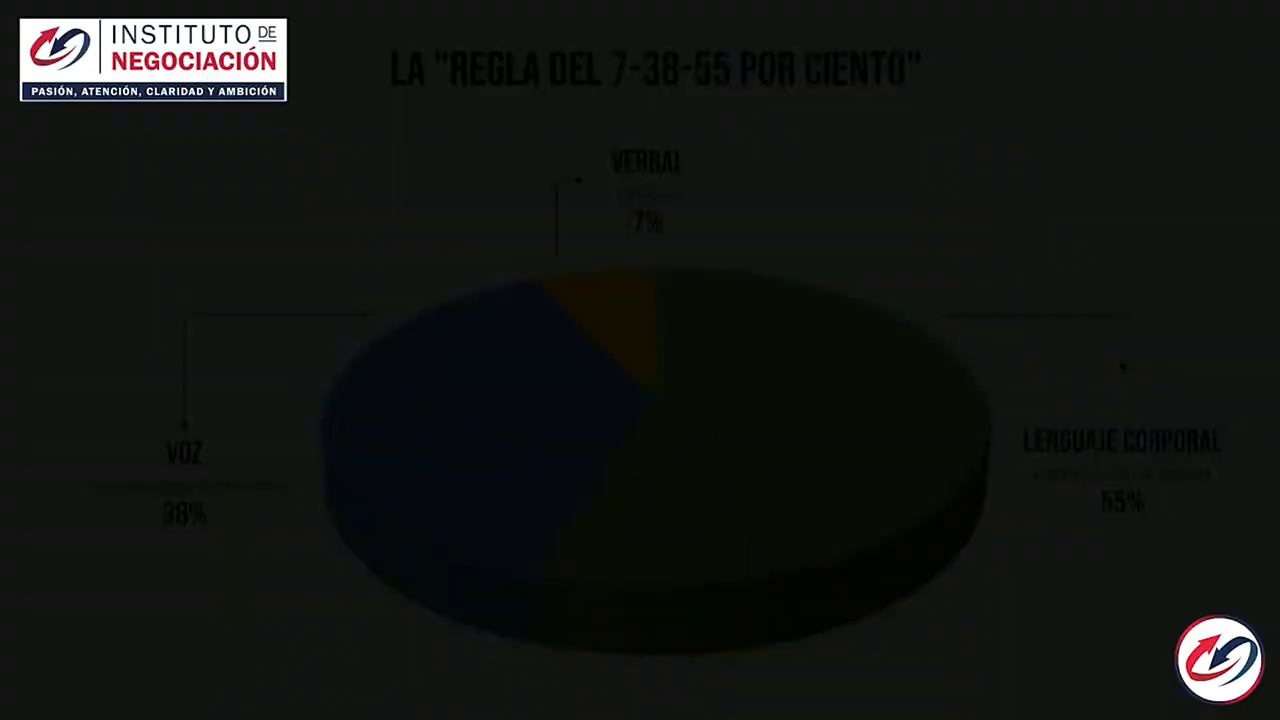 INSTITUTO DE
NEGOCIACIÓN
PASIÓN, ATENCIÓN, CLARIDAD Y AMBICIÓN
LA "REGLA DEL 7-38-55 POR CIENTO"
VERBAL
7%
VOZ
38%
LENGUAJE CORPORAL
55%